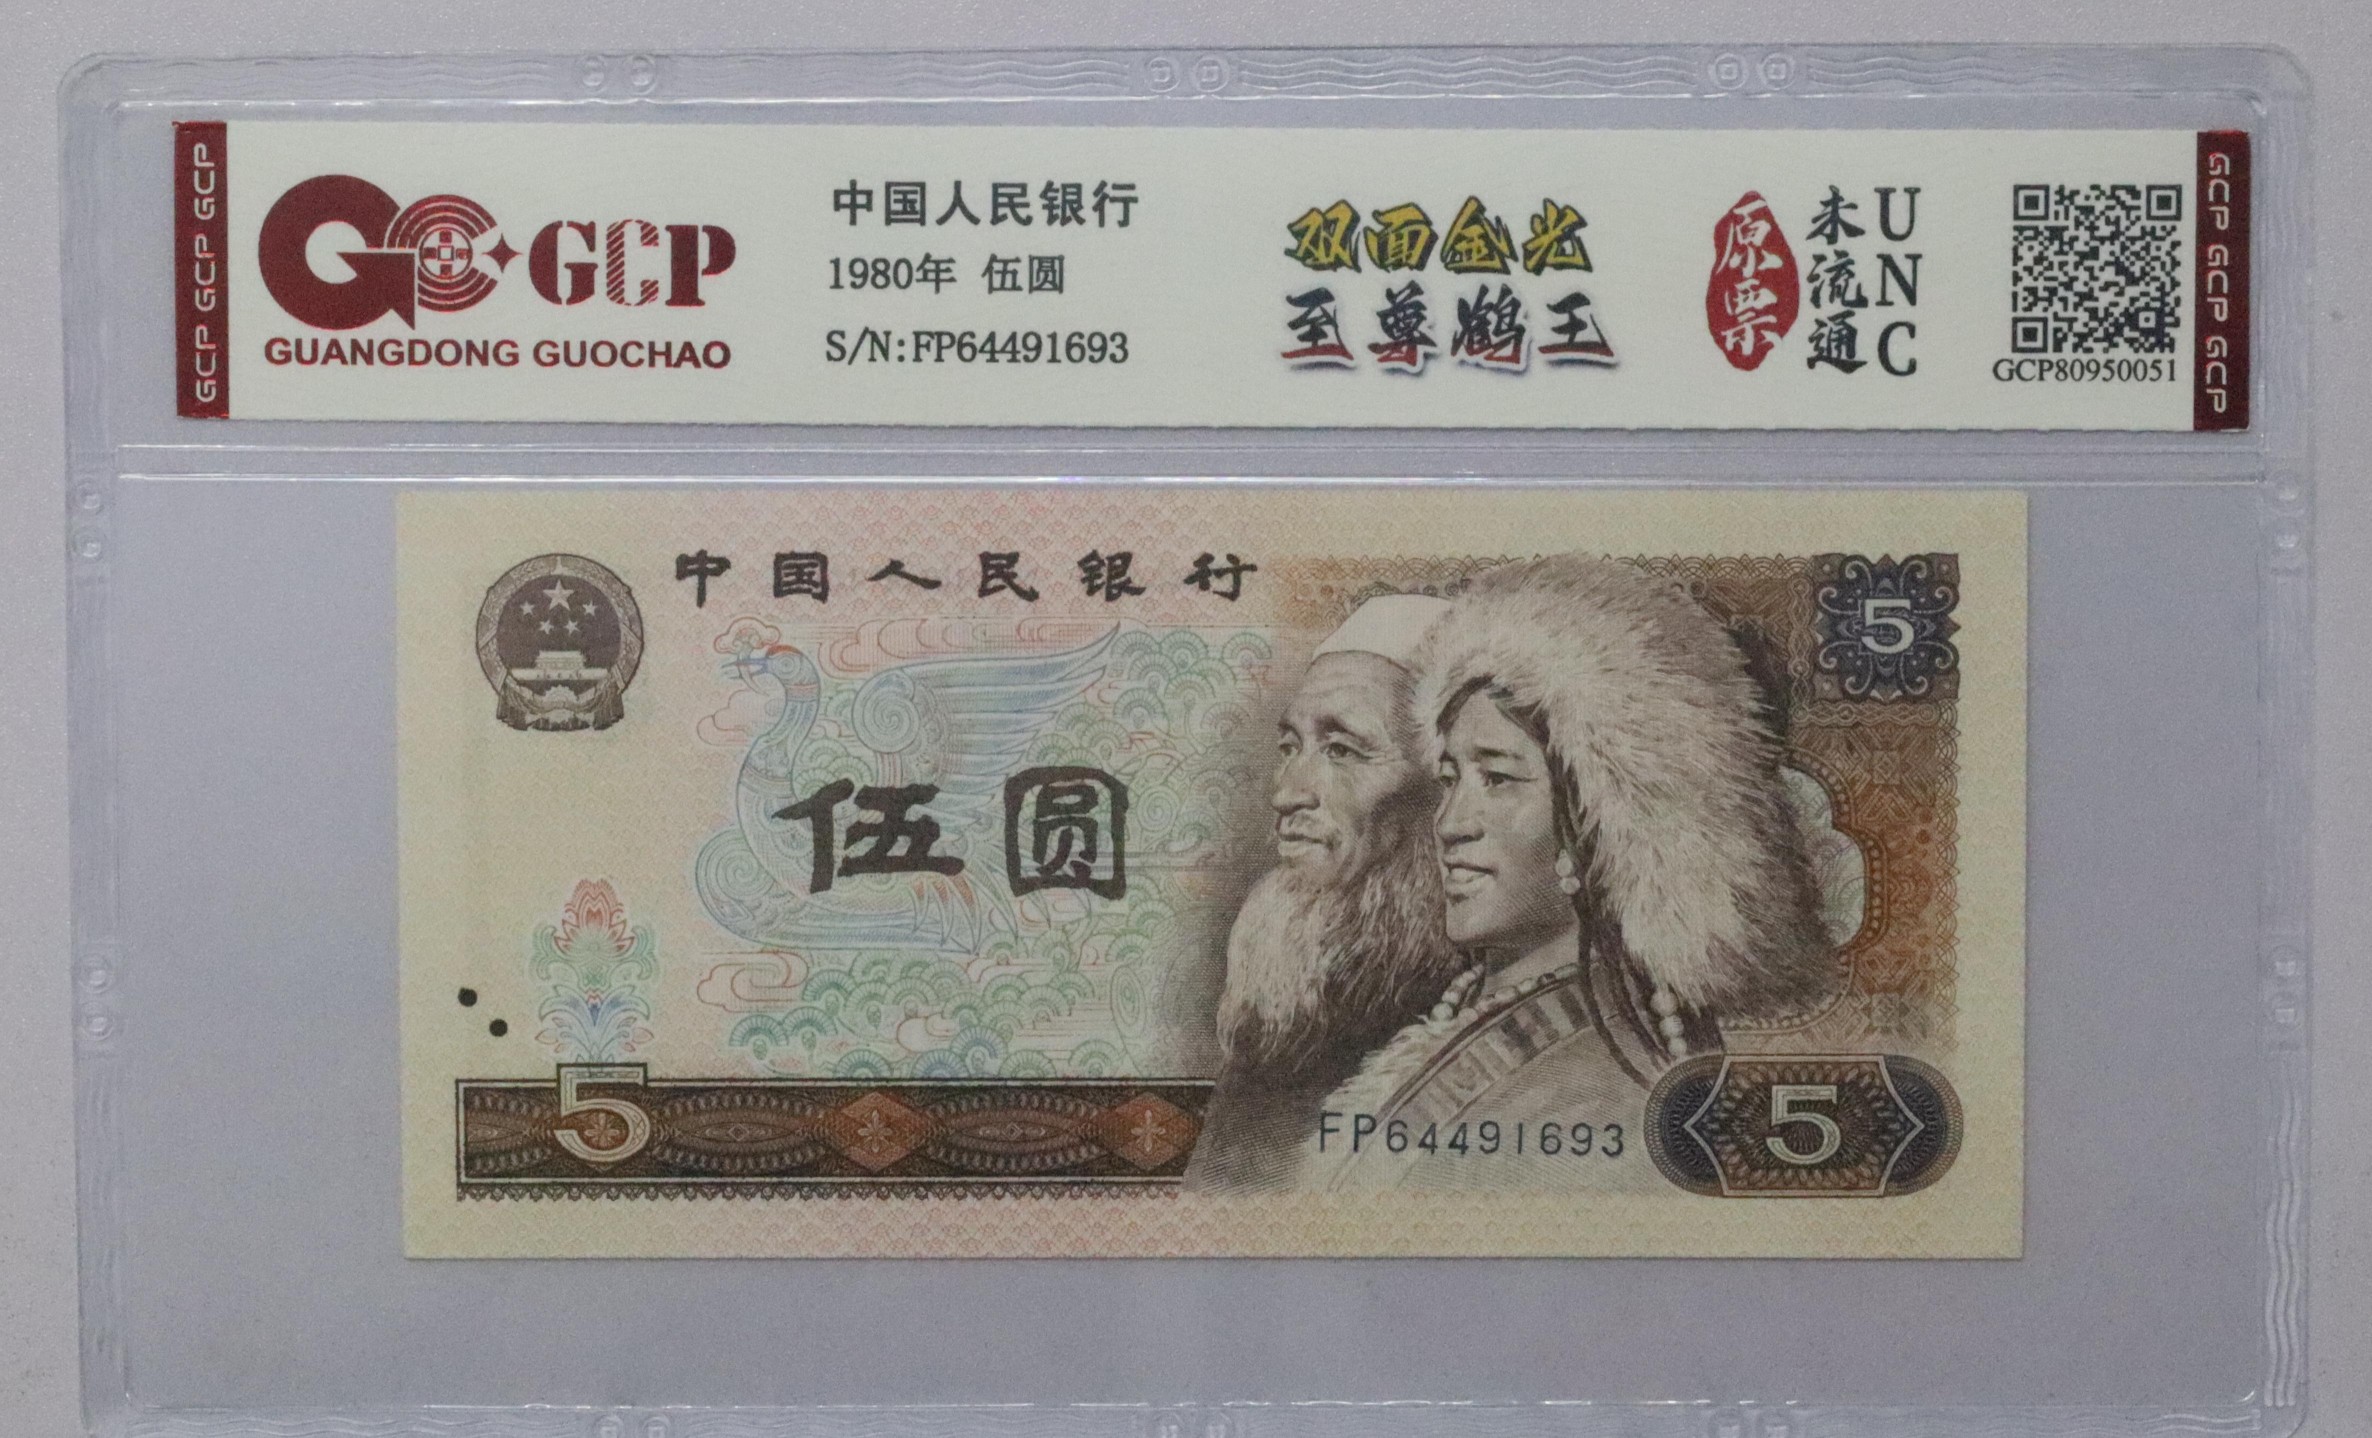 GCP GCP GCP
GCP
GUANGDONG GUOCHAO
中国人民银行
1980年 伍圆
S/N:FP64491693
双面金光
至尊鹤王
原票
未流通
UNC
GCP80950051
GCP GCP GCP
中国人民银行
5
伍圆
5
FP64491693
5